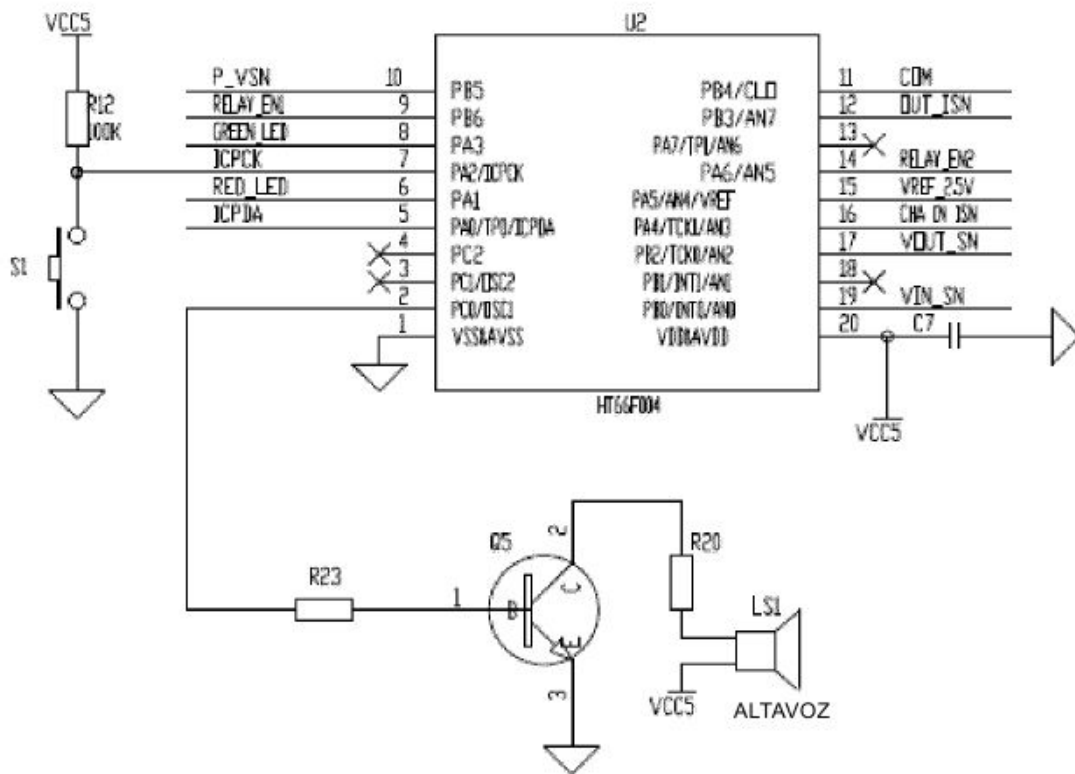 VCC5
R12
100K
S1
P_VSN 10
RELAY_EN1 9
GREEN_LED 8
ICPCK 7
RED_LED 6
ICPDA 5
4
3
2
1
U2
PB5
PB6
PA3
PA2/ICPCK
PA1
PA0/TP0/ICPDA
PC2
PC1/OSC2
PC0/OSC1
VSS&AVSS
PB4/CLO
PB3/AN7
PA7/TP1/AN6
PA6/AN5
PA5/AN4/VREF
PA4/TCK1/AN3
PB2/TCK0/AN2
PB1/INT1/AN1
PB0/INT0/AN0
VDD&AVDD
HT66F004
11 COM
12 OUT_ISN
13
14 RELAY_EN2
15 VREF_2.5V
16 CHA ON ISN
17 VOUT_SN
18
19 VIN_SN
20 C7
VCC5
R23
1
Q5
2
B
C
E
3
R20
LS1
VCC5
ALTAVOZ